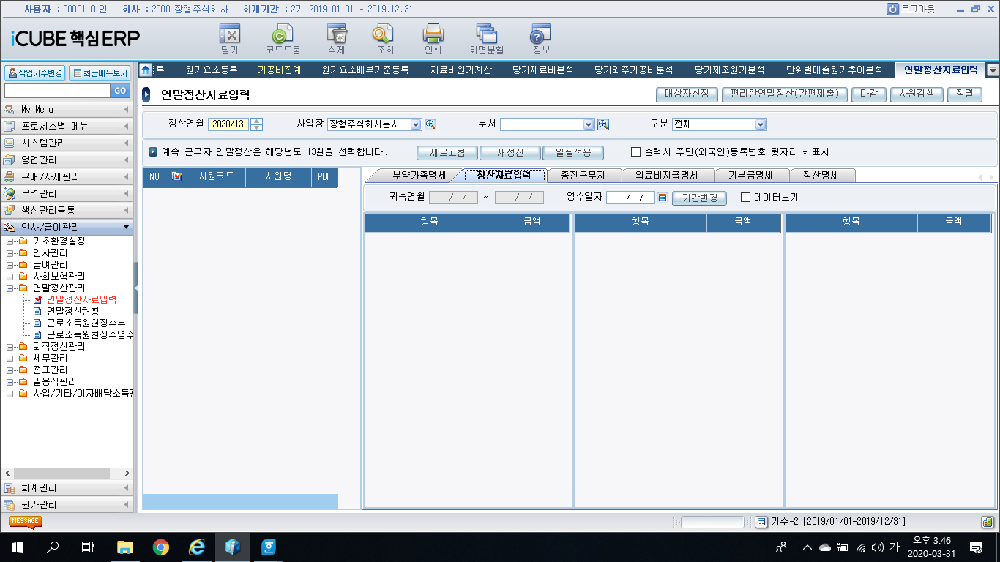 사용자 : 00001 이인 회사 : 2000 장형주식회사 회계기간 : 2기 2019.01.01 ~ 2019.12.31 로그아웃
iCUBE 핵심ERP
닫기 코드도움 삭제 조회 인쇄 화면분할 정보
작업기수변경 최근메뉴보기
등록 원가요소등록 가공비집계 원가요소배부기준등록 재료비원가계산 당기재료비분석 당기외주가공비분석 당기제조원가분석 단위별매출원가추이분석 연말정산자료입력
GO
연말정산자료입력 대상자선정 편리한연말정산(간편제출) 마감 사원검색 정렬
My Menu
프로세스별 메뉴
시스템관리
영업관리
구매/자재관리
무역관리
생산관리공통
인사/급여관리
기초환경설정
인사관리
급여관리
사회보험관리
연말정산관리
연말정산자료입력
연말정산현황
근로소득원천징수부
근로소득원천징수영수
퇴직정산관리
세무관리
전표관리
일용직관리
사업/기타/이자배당소득관
회계관리
원가관리
정산연월 2020/13 사업장 장형주식회사본사 부서 구분 전체
계속 근무자 연말정산은 해당년도 13월을 선택합니다. 새로고침 재정산 일괄적용 출력시 주민(외국인)등록번호 뒷자리 * 표시
NO 사원코드 사원명 PDF
부양가족명세 정산자료입력 종전근무지 의료비지급명세 기부금명세 정산명세
귀속연월 ____/__/__ ~ ____/__/__ 영수일자 ____/__/__ 기간변경 데이터보기
항목 금액 항목 금액 항목 금액
MESSAGE
기수-2 [2019/01/01-2019/12/31]
가
오후 3:46
2020-03-31